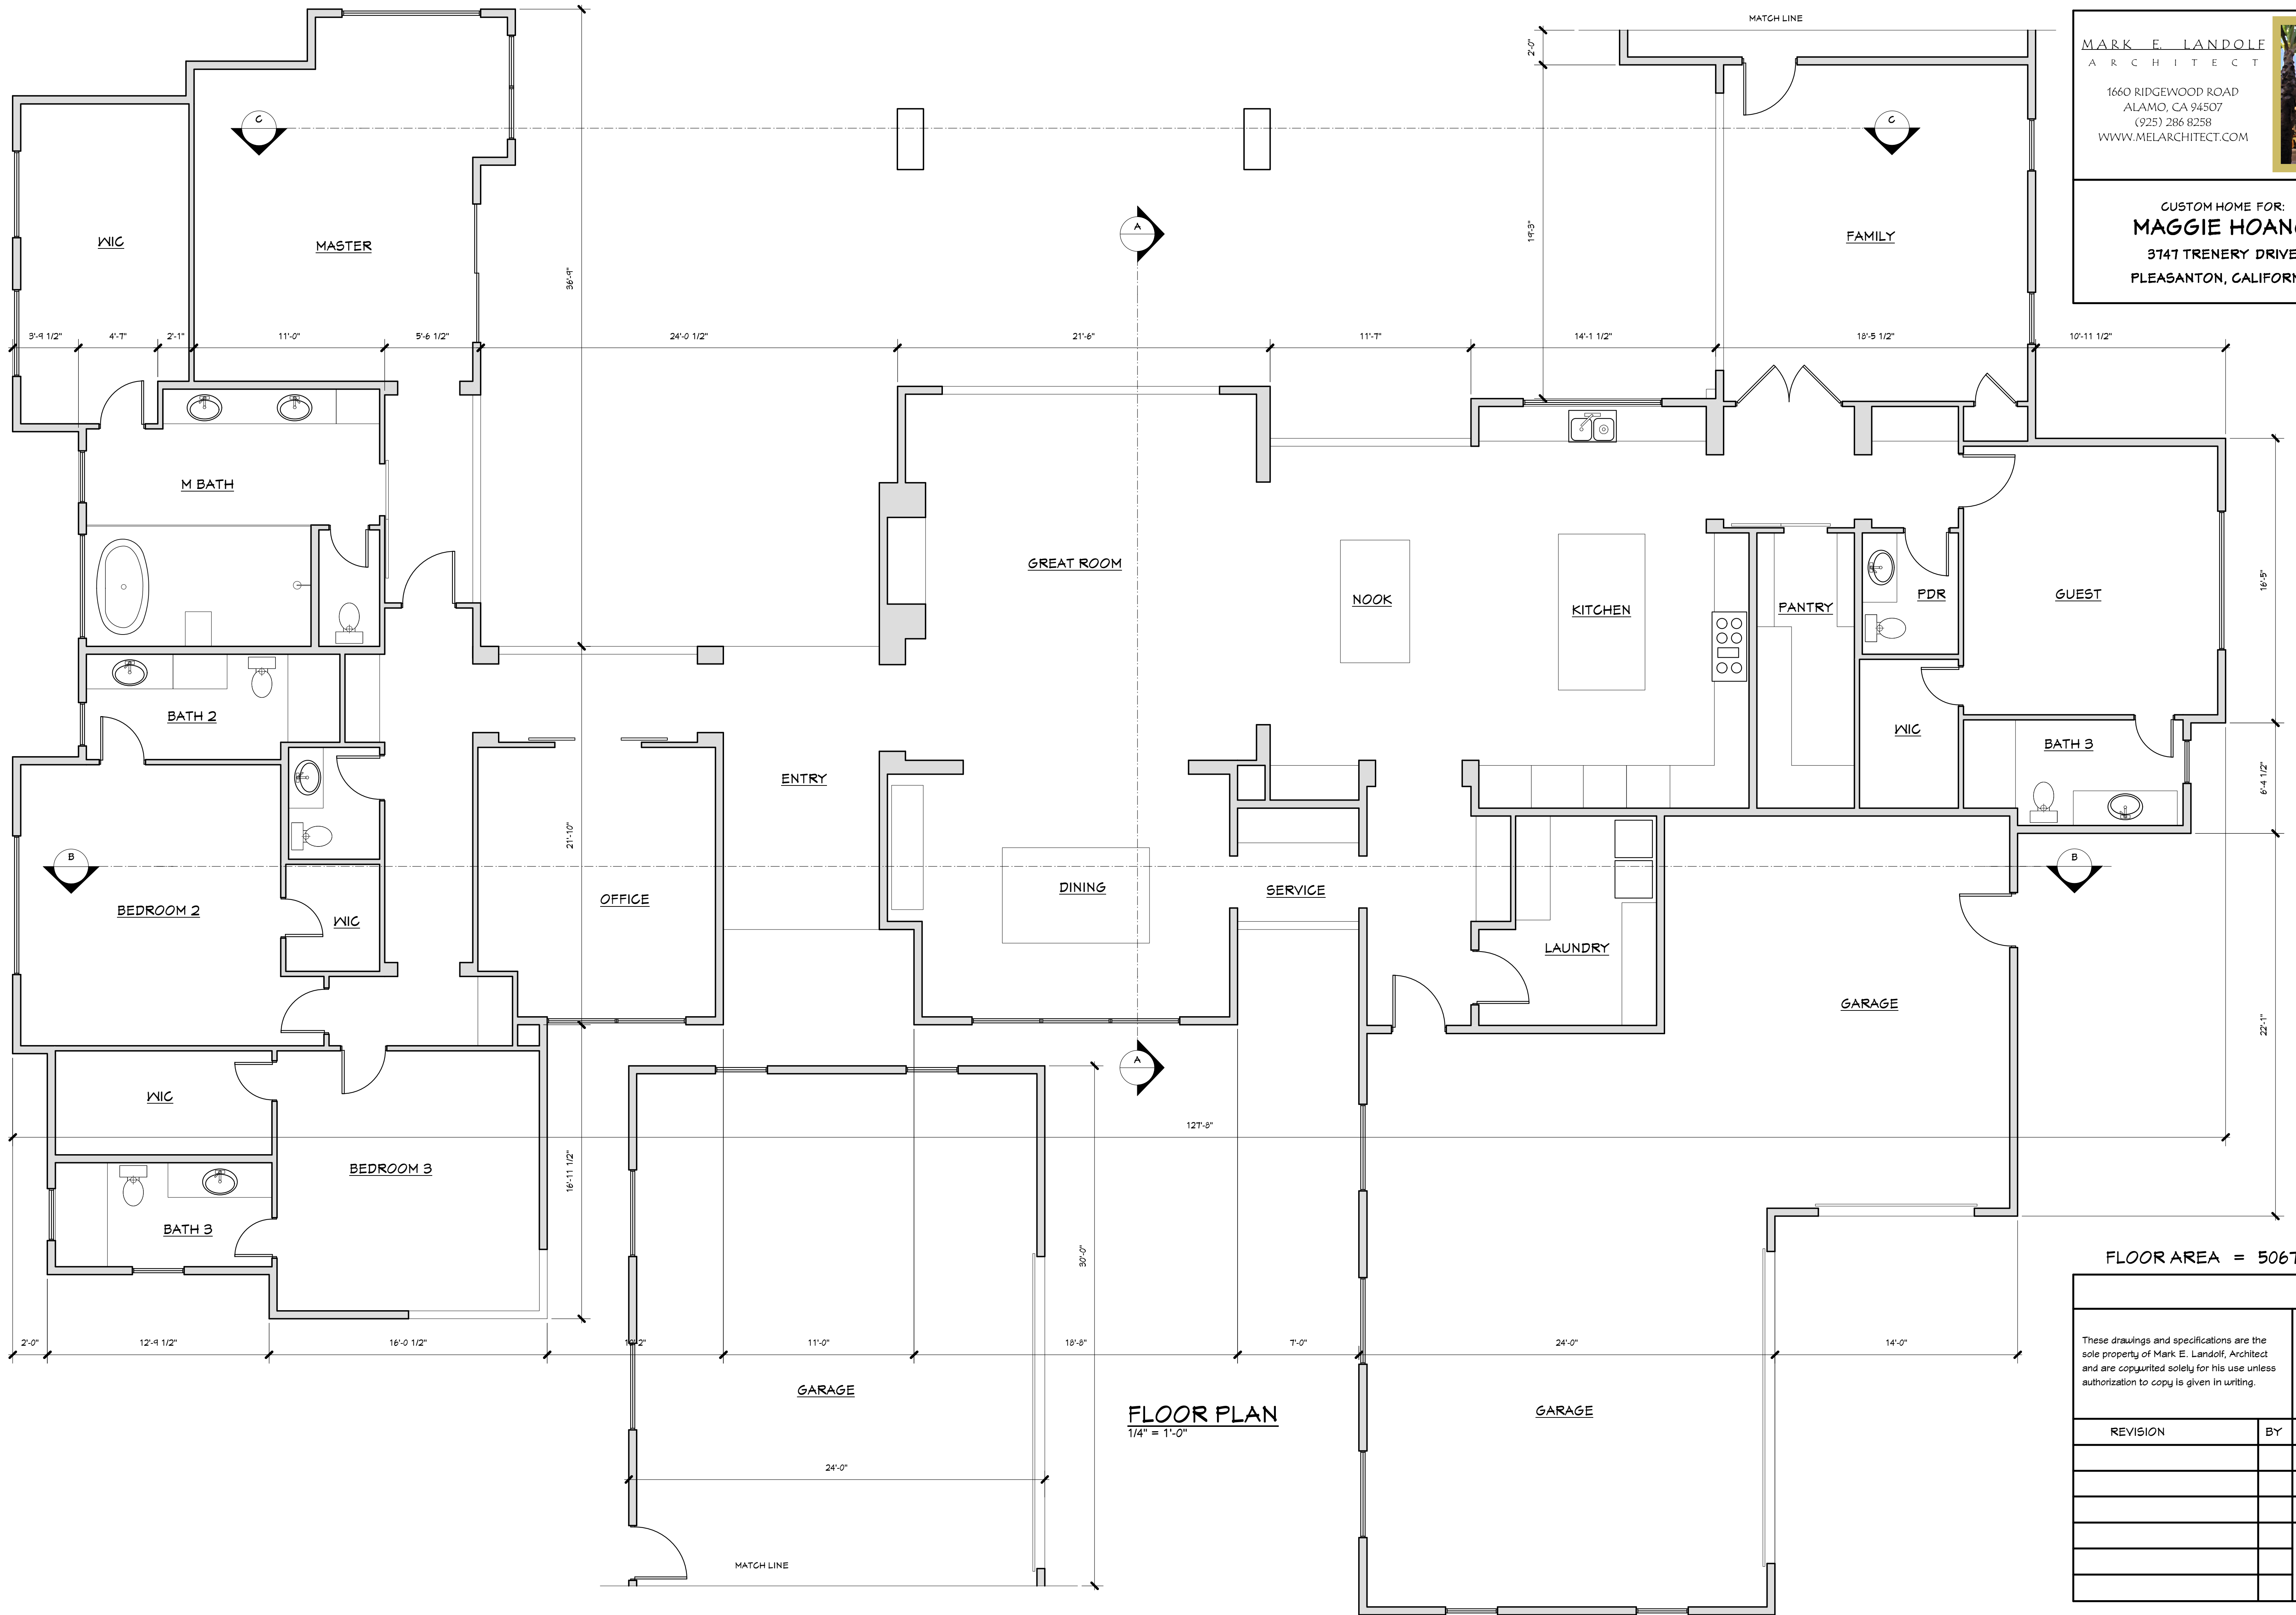 MATCH LINE
MARK E. LANDOLF
ARCHITECT
1660 RIDGEWOOD ROAD
ALAMO, CA 94507
(925) 286 8258
WWW.MELARCHITECT.COM
CUSTOM HOME FOR:
MAGGIE HOAN
3747 TRENERY DRIVE
PLEASANTON, CALIFORN
2'-0"
C
C
A
19'-3"
WIC
MASTER
FAMILY
36'-9"
3'-9 1/2"
4'-7"
2'-1"
11'-0"
5'-6 1/2"
24'-0 1/2"
21'-6"
11'-7"
14'-1 1/2"
18'-5 1/2"
10'-11 1/2"
M BATH
GREAT ROOM
NOOK
KITCHEN
PANTRY
PDR
GUEST
16'-5"
BATH 2
WIC
BATH 3
ENTRY
6'-4 1/2"
21'-10"
B
B
BEDROOM 2
WIC
OFFICE
DINING
SERVICE
LAUNDRY
GARAGE
22'-1"
A
WIC
127'-8"
BEDROOM 3
16'-11 1/2"
BATH 3
30'-0"
FLOOR AREA = 5067
2'-0"
12'-9 1/2"
16'-0 1/2"
11'-0"
18'-8"
7'-0"
24'-0"
14'-0"
These drawings and specifications are the
sole property of Mark E. Landolf, Architect
and are copywrited solely for his use unless
authorization to copy is given in writing.
GARAGE
FLOOR PLAN
1/4" = 1'-0"
GARAGE
REVISION
BY
24'-0"
MATCH LINE